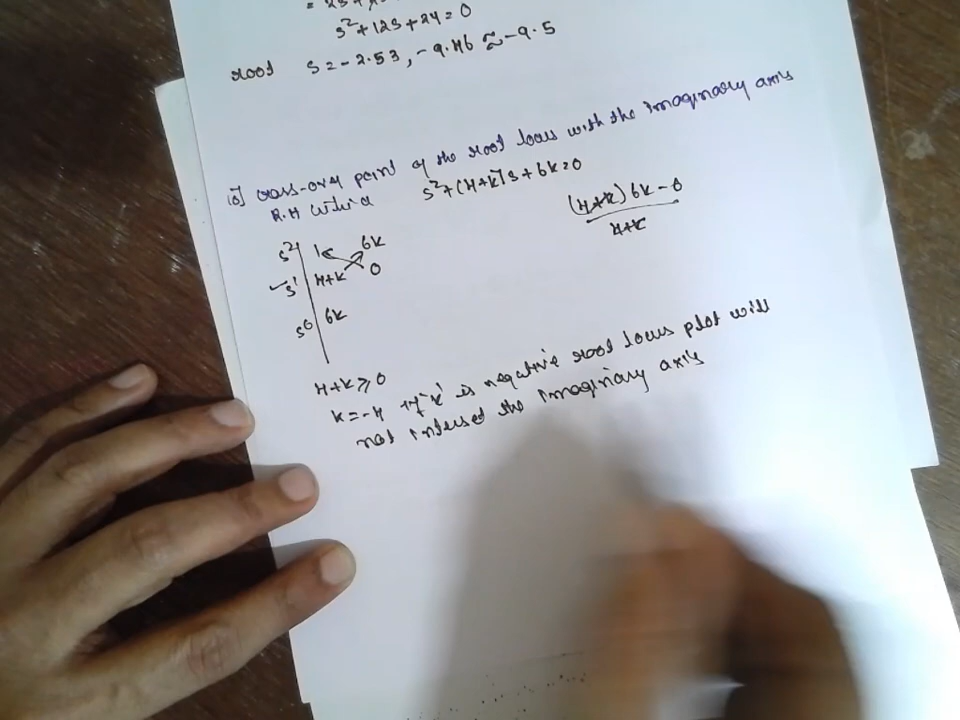 s²+12s+24=0
root s=-2.53, -9.46 ≈ -9.5
iv] cross-over point of the root locus with the imaginary axis
R.H s²+(4+k)s+6k=0
(4+k)6k-0
4+k
s² 1 6k
s¹ 4+k 0
s⁰ 6k
4+k≥0
k=-4 if 'k' is negative root locus plot will
not intersed the imaginary axis